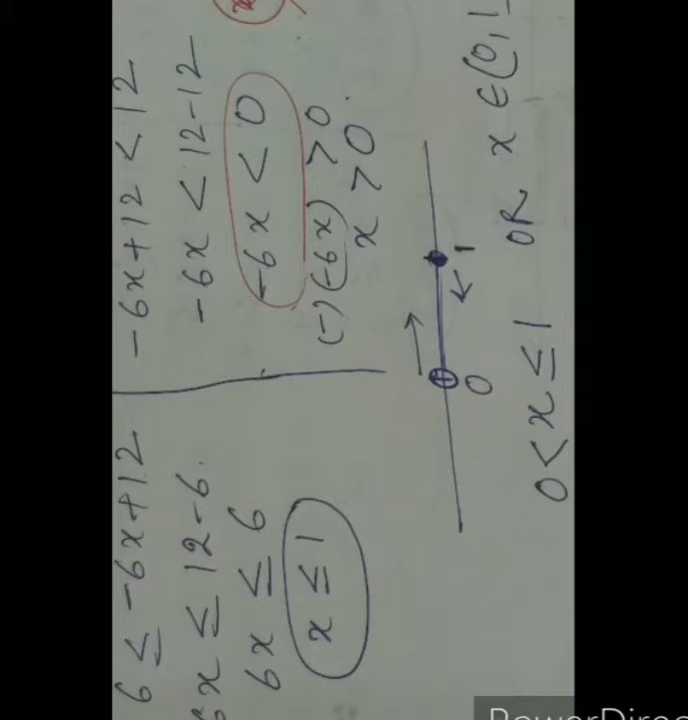 6 ≤ -6x+12
6x ≤ 12-6.
6x ≤ 6
x ≤ 1
-6x+12 < 12
-6x < 12-12
-6x < 0
(-)(-6x) > 0
x > 0.
0 1
0 < x ≤ 1 OR x ∈ (0, 1